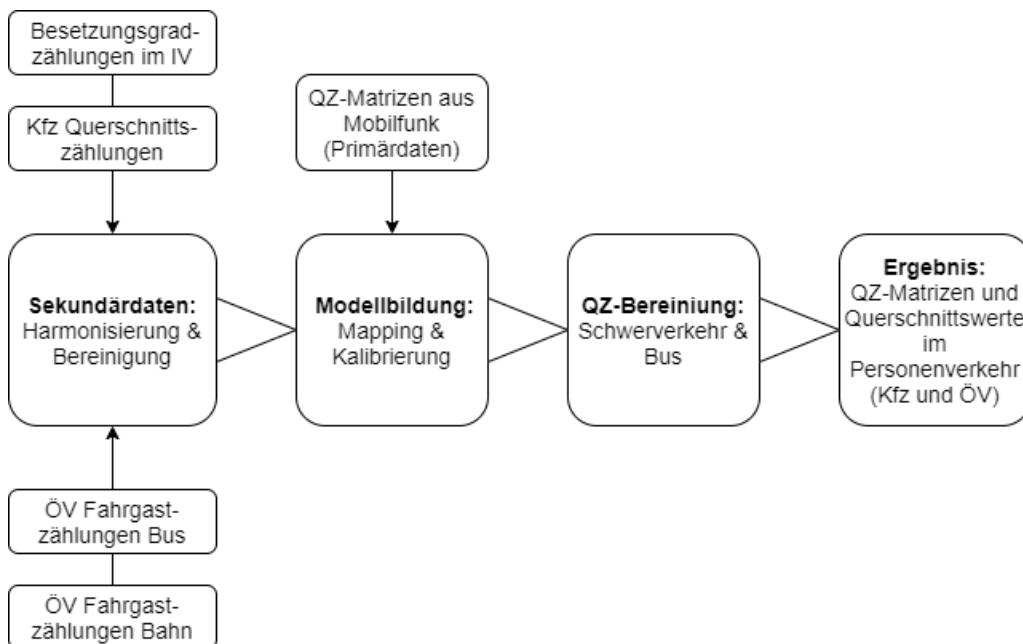 Besetzungsgrad-
zählungen im IV
Kfz Querschnitts-
zählungen
QZ-Matrizen aus
Mobilfunk
(Primärdaten)
Sekundärdaten:
Harmonisierung &
Bereinigung
Modellbildung:
Mapping &
Kalibrierung
QZ-Bereiniung:
Schwerverkehr &
Bus
Ergebnis:
QZ-Matrizen und
Querschnittswerte
im
Personenverkehr
(Kfz und ÖV)
ÖV Fahrgast-
zählungen Bus
ÖV Fahrgast-
zählungen Bahn